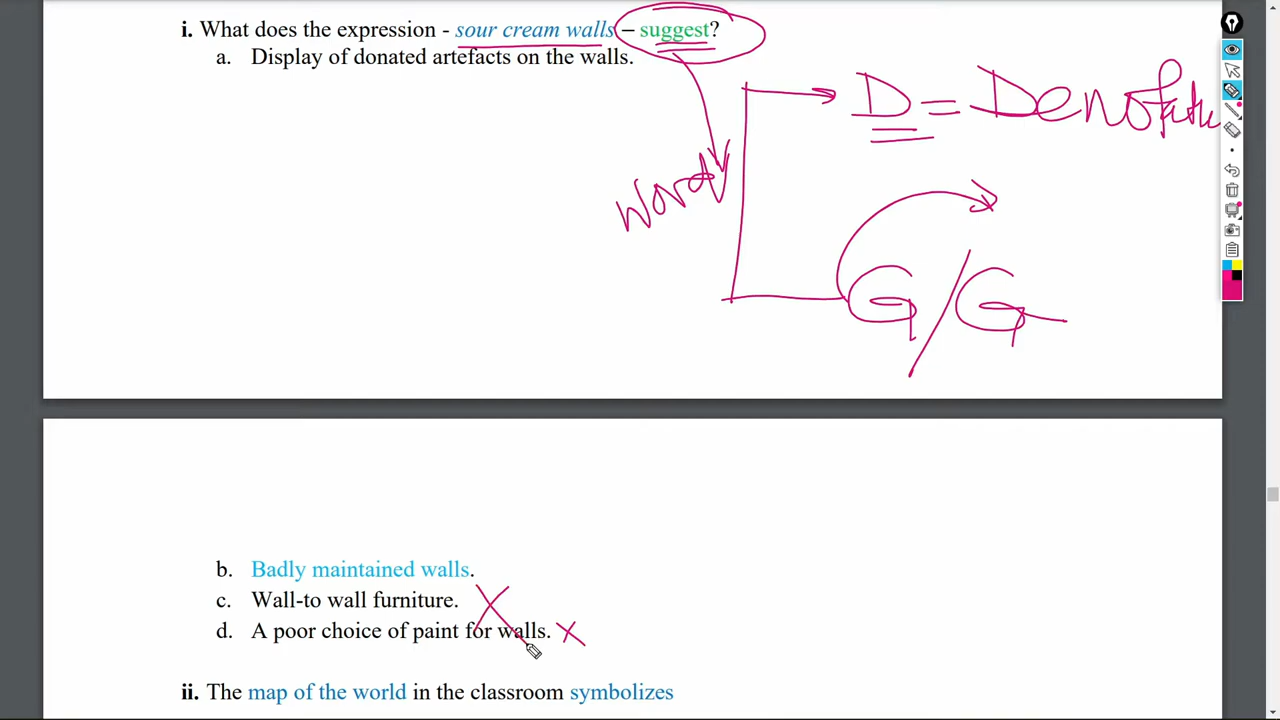 i. What does the expression - sour cream walls – suggest?
a. Display of donated artefacts on the walls.
D = Denotatu
word
G/G
b. Badly maintained walls.
c. Wall-to wall furniture.
d. A poor choice of paint for walls.
ii. The map of the world in the classroom symbolizes